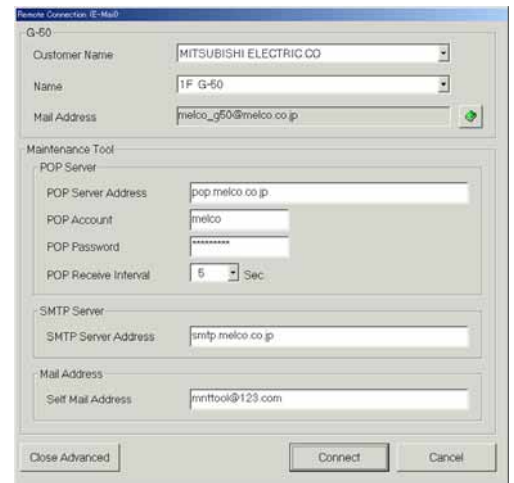 Remote Connection (E-Mail)
G-50
Customer Name MITSUBISHI ELECTRIC CO
Name 1F G-50
Mail Address melco_g50@melco.co.jp
Maintenance Tool
POP Server
POP Server Address pop.melco.co.jp
POP Account melco
POP Password *********
POP Receive Interval 5 Sec.
SMTP Server
SMTP Server Address smtp.melco.co.jp
Mail Address
Self Mail Address mnttool@123.com
Close Advanced Connect Cancel